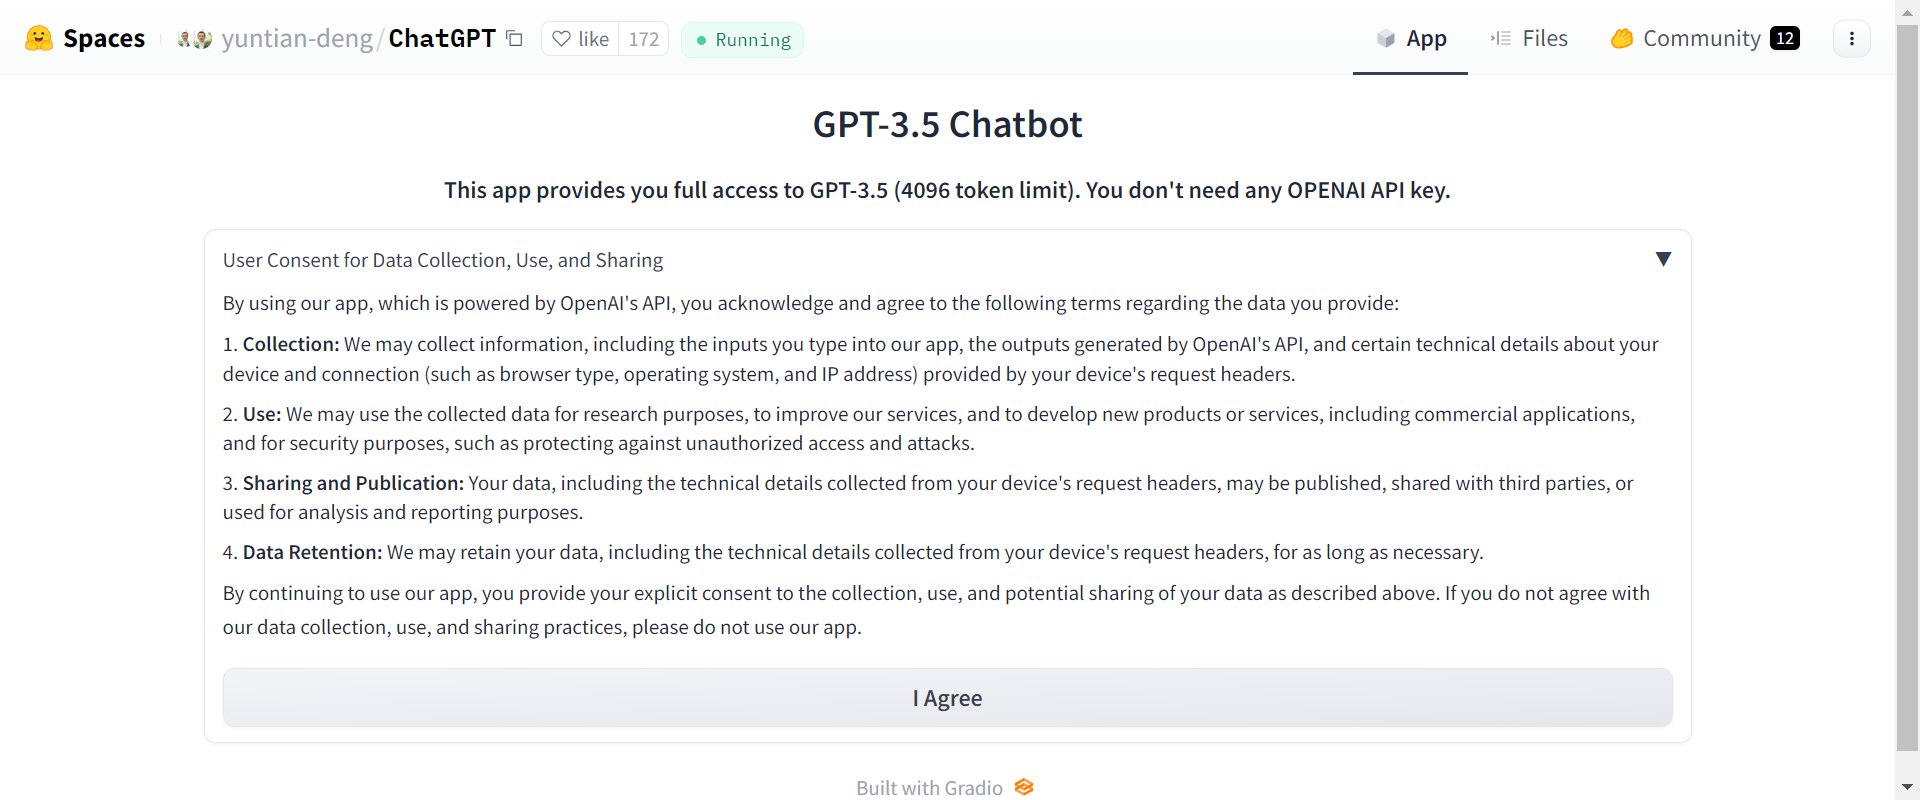 Spaces yuntian-deng/ChatGPT like 172 Running App Files Community 12
GPT-3.5 Chatbot
This app provides you full access to GPT-3.5 (4096 token limit). You don't need any OPENAI API key.
User Consent for Data Collection, Use, and Sharing
By using our app, which is powered by OpenAI's API, you acknowledge and agree to the following terms regarding the data you provide:
1. Collection: We may collect information, including the inputs you type into our app, the outputs generated by OpenAI's API, and certain technical details about your
device and connection (such as browser type, operating system, and IP address) provided by your device's request headers.
2. Use: We may use the collected data for research purposes, to improve our services, and to develop new products or services, including commercial applications,
and for security purposes, such as protecting against unauthorized access and attacks.
3. Sharing and Publication: Your data, including the technical details collected from your device's request headers, may be published, shared with third parties, or
used for analysis and reporting purposes.
4. Data Retention: We may retain your data, including the technical details collected from your device's request headers, for as long as necessary.
By continuing to use our app, you provide your explicit consent to the collection, use, and potential sharing of your data as described above. If you do not agree with
our data collection, use, and sharing practices, please do not use our app.
I Agree
Built with Gradio